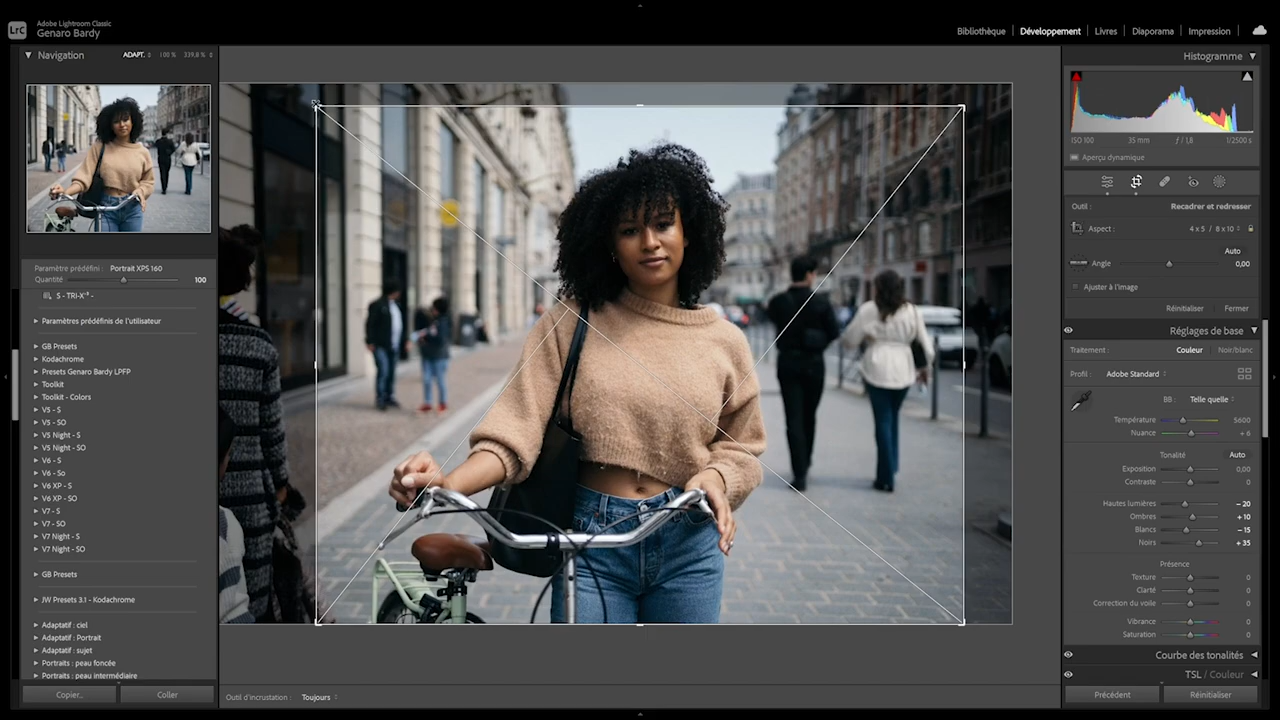 LrC
Adobe Lightroom Classic
Genaro Bardy
Bibliothèque | Développement | Livres | Diaporama | Impression |
Navigation ADAPT. 100 % 339,8 %
Histogramme
ISO 100 35 mm ƒ / 1,8 1/2500 s
Aperçu dynamique
Outil : Recadrer et redresser
Aspect : 4 x 5 / 8 x 10
Auto
Angle 0,00
Ajuster à l'image
Réinitialiser Fermer
Réglages de base
Traitement : Couleur Noir/blanc
Profil : Adobe Standard
BB : Telle quelle
Température 5600
Nuance + 6
Tonalité Auto
Exposition 0,00
Contraste 0
Hautes lumières – 20
Ombres + 10
Blancs – 15
Noirs + 35
Présence
Texture 0
Clarté 0
Correction du voile 0
Vibrance 0
Saturation 0
Courbe des tonalités
TSL / Couleur
Précédent Réinitialiser
Paramètre prédéfini : Portrait XPS 160
Quantité 100
Paramètres prédéfinis de l'utilisateur
GB Presets
Kodachrome
Presets Genaro Bardy LPFP
Toolkit
Toolkit - Colors
V5 - S
V5 - SO
V5 Night - S
V5 Night - SO
V6 - S
V6 - So
V6 XP - S
V6 XP - SO
V7 - S
V7 - SO
V7 Night - S
V7 Night - SO
GB Presets
JW Presets 3.1 - Kodachrome
Adaptatif : ciel
Adaptatif : Portrait
Adaptatif : sujet
Portraits : peau foncée
Portraits : peau intermédiaire
Copier... Coller
Outil d'incrustation : Toujours